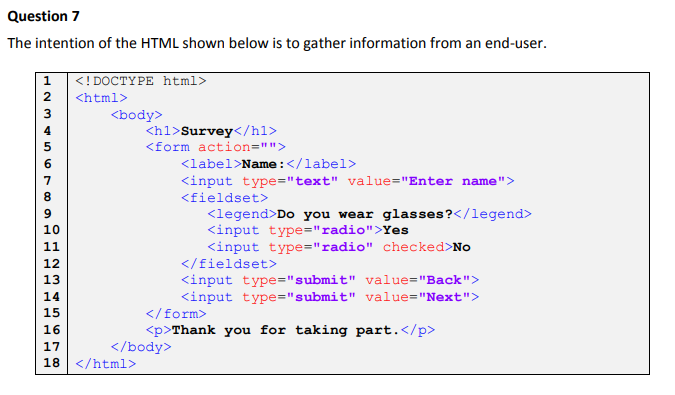 Question 7
The intention of the HTML shown below is to gather information from an end-user.
1 <!DOCTYPE html>
2 <html>
3 <body>
4 <h1>Survey</h1>
5 <form action="">
6 <label>Name:</label>
7 <input type="text" value="Enter name">
8 <fieldset>
9 <legend>Do you wear glasses?</legend>
10 <input type="radio">Yes
11 <input type="radio" checked>No
12 </fieldset>
13 <input type="submit" value="Back">
14 <input type="submit" value="Next">
15 </form>
16 <p>Thank you for taking part.</p>
17 </body>
18 </html>